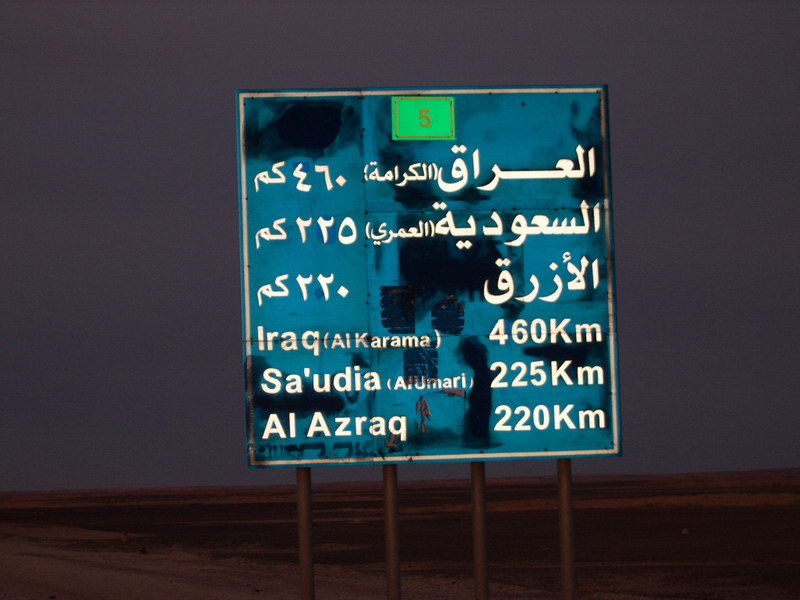 5
العـــراق (الكرامة) ٤٦٠ كم
السعودية (العمري) ٢٢٥ كم
الأزرق ٢٢٠ كم
Iraq (Al Karama) 460Km
Sa'udia (Al Umari) 225Km
Al Azraq 220Km